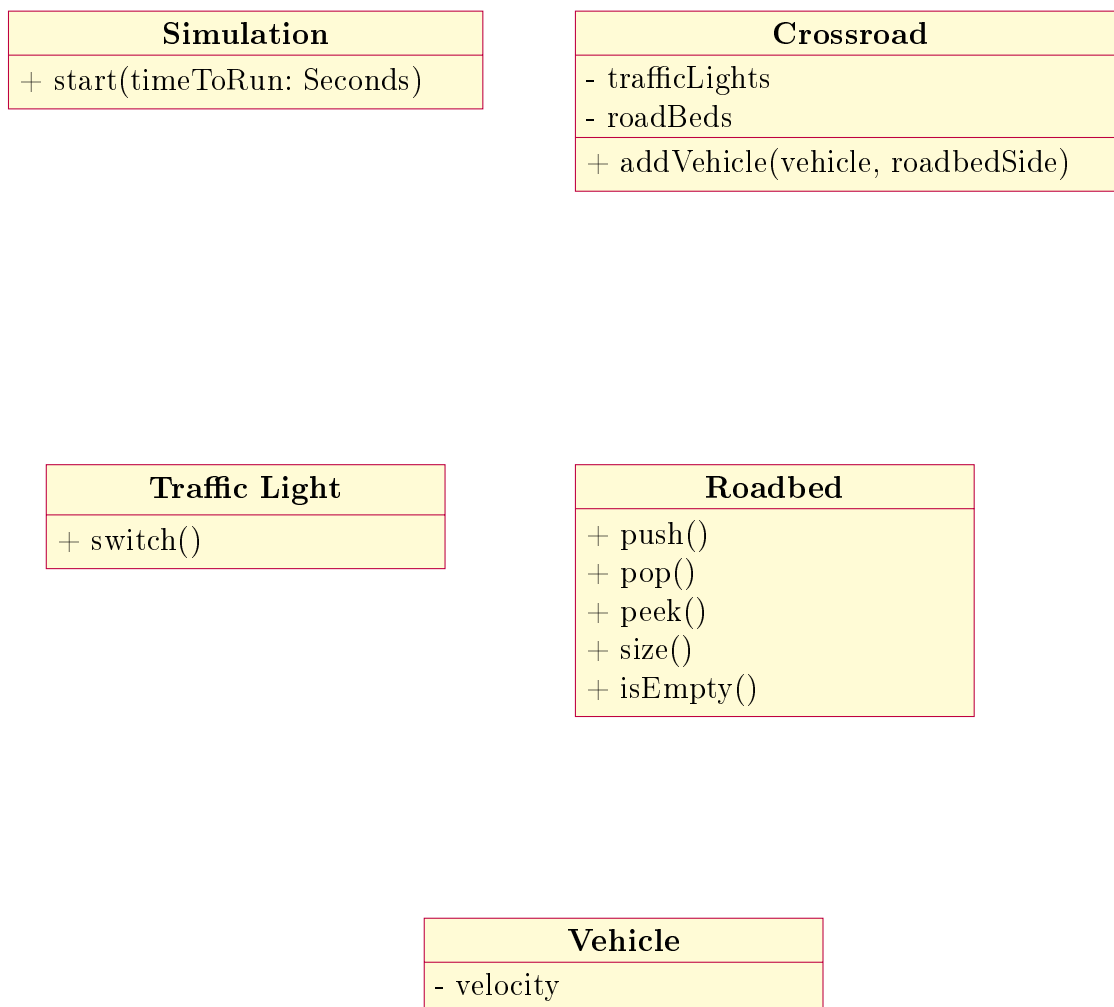 Simulation
+ start(timeToRun: Seconds)
Crossroad
- trafficLights
- roadBeds
+ addVehicle(vehicle, roadbedSide)
Traffic Light
+ switch()
Roadbed
+ push()
+ pop()
+ peek()
+ size()
+ isEmpty()
Vehicle
- velocity